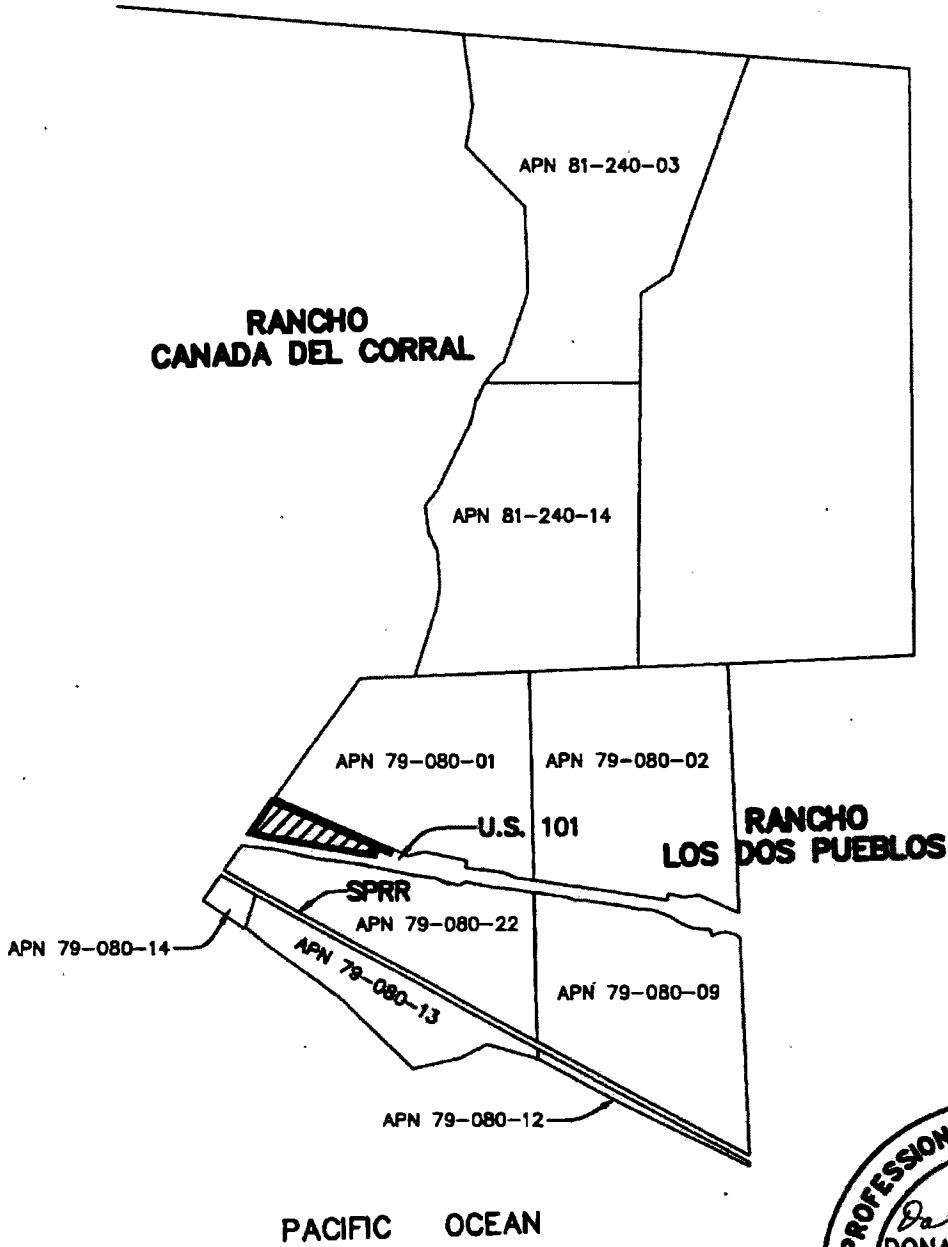 APN 81-240-03
RANCHO
CANADA DEL CORRAL
APN 81-240-14
APN 79-080-01
APN 79-080-02
U.S. 101
RANCHO
LOS DOS PUEBLOS
SPRR
APN 79-080-22
APN 79-080-14
APN 79-080-13
APN 79-080-09
APN 79-080-12
PACIFIC OCEAN
PROFESSION
DONA